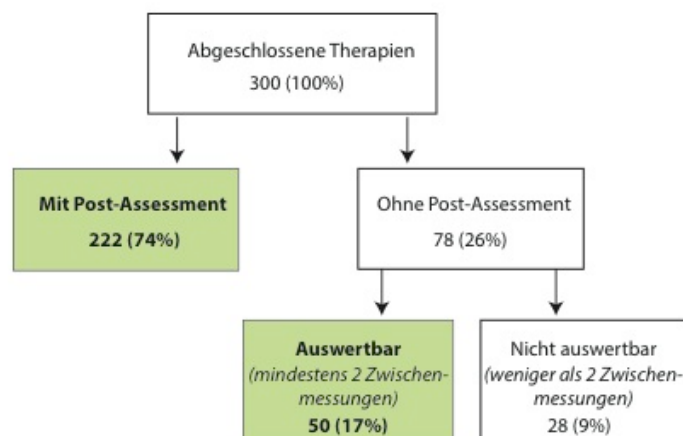 Abgeschlossene Therapien
300 (100%)
Mit Post-Assessment
222 (74%)
Ohne Post-Assessment
78 (26%)
Auswertbar
(mindestens 2 Zwischen-
messungen)
50 (17%)
Nicht auswertbar
(weniger als 2 Zwischen-
messungen)
28 (9%)